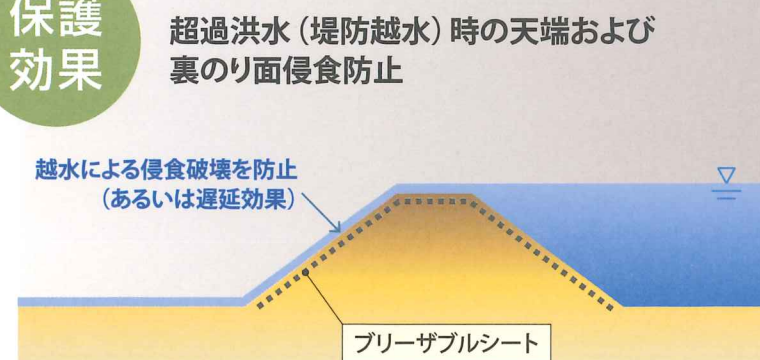 保護
効果
超過洪水（堤防越水）時の天端および
裏のり面侵食防止
越水による侵食破壊を防止
（あるいは遅延効果）
ブリーザブルシート